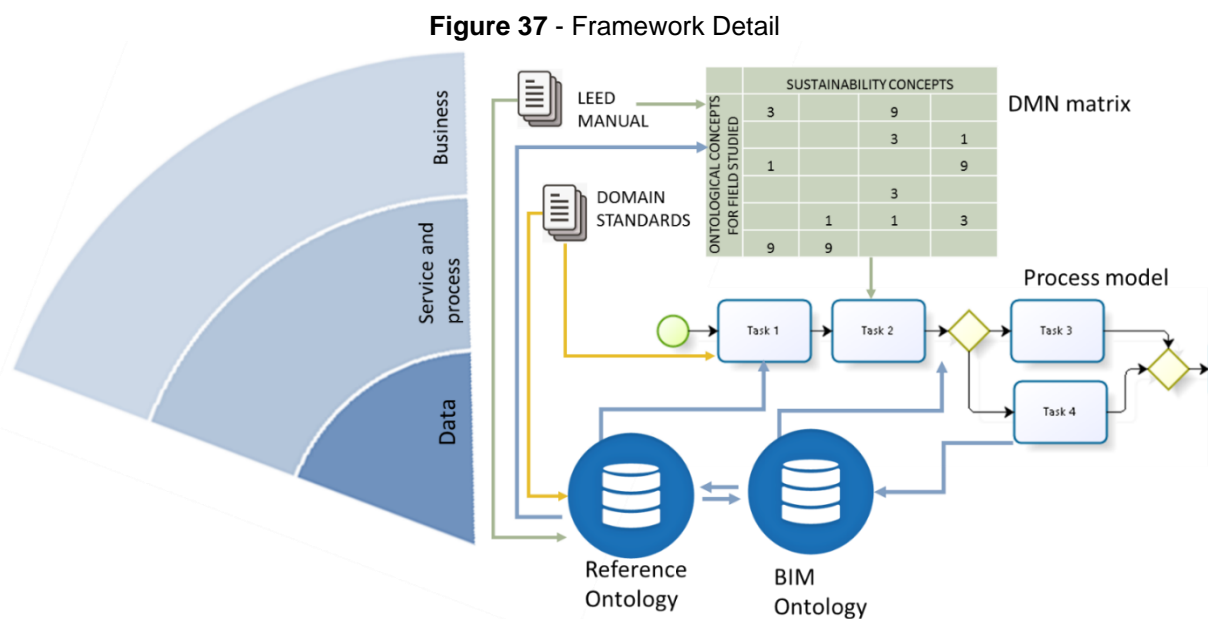 Figure 37 - Framework Detail
Business
Service and
process
Data
LEED
MANUAL
DOMAIN
STANDARDS
ONTOLOGICAL CONCEPTS
FOR FIELD STUDIED
SUSTAINABILITY CONCEPTS
3 9
3 1
1 9
3
1 1 3
9 9
DMN matrix
Process model
Task 1
Task 2
Task 3
Task 4
Reference
Ontology
BIM
Ontology